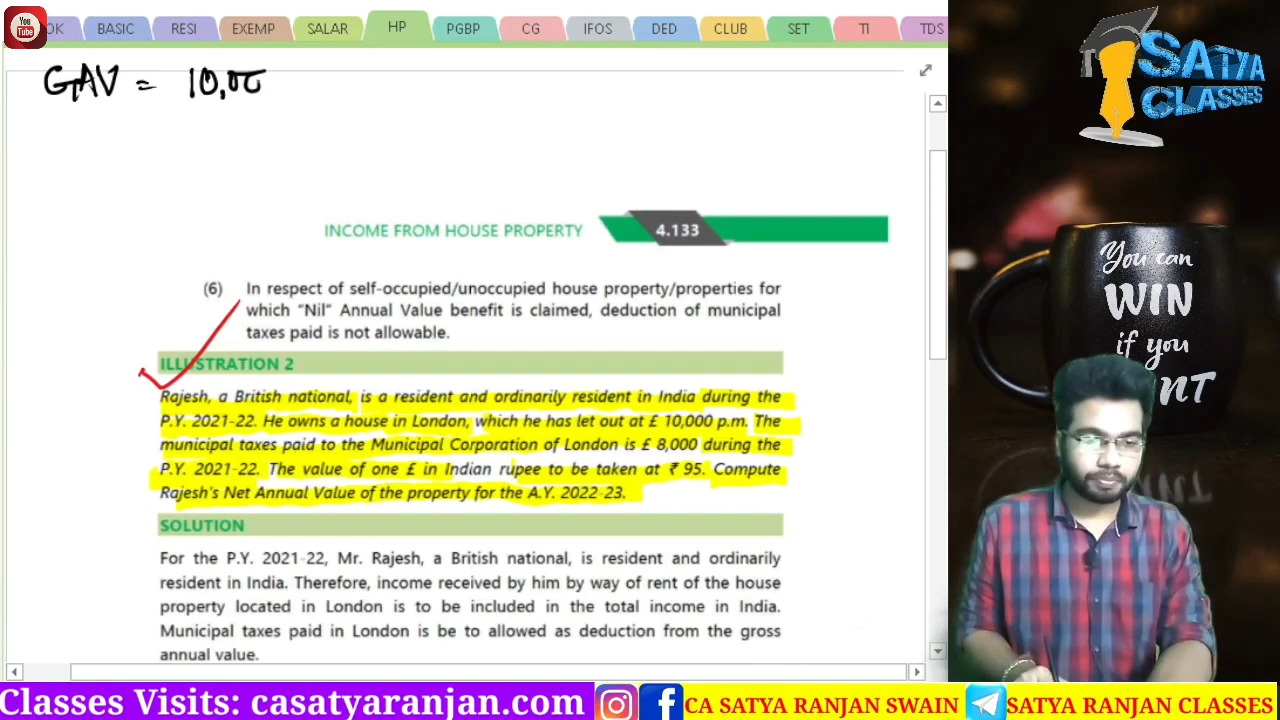 You Tube
OK BASIC RESI EXEMP SALAR HP PGBP CG IFOS DED CLUB SET TI TDS
GAV = 10,00
SATYA
CLASSES
INCOME FROM HOUSE PROPERTY 4.133
(6) In respect of self-occupied/unoccupied house property/properties for
which “Nil” Annual Value benefit is claimed, deduction of municipal
taxes paid is not allowable.
ILLUSTRATION 2
Rajesh, a British national, is a resident and ordinarily resident in India during the
P.Y. 2021-22. He owns a house in London, which he has let out at £ 10,000 p.m. The
municipal taxes paid to the Municipal Corporation of London is £ 8,000 during the
P.Y. 2021-22. The value of one £ in Indian rupee to be taken at ₹ 95. Compute
Rajesh's Net Annual Value of the property for the A.Y. 2022-23.
SOLUTION
For the P.Y. 2021-22, Mr. Rajesh, a British national, is resident and ordinarily
resident in India. Therefore, income received by him by way of rent of the house
property located in London is to be included in the total income in India.
Municipal taxes paid in London is be to allowed as deduction from the gross
annual value.
You can
WIN
if you
NT
Classes Visits: casatyaranjan.com CA SATYA RANJAN SWAIN SATYA RANJAN CLASSES